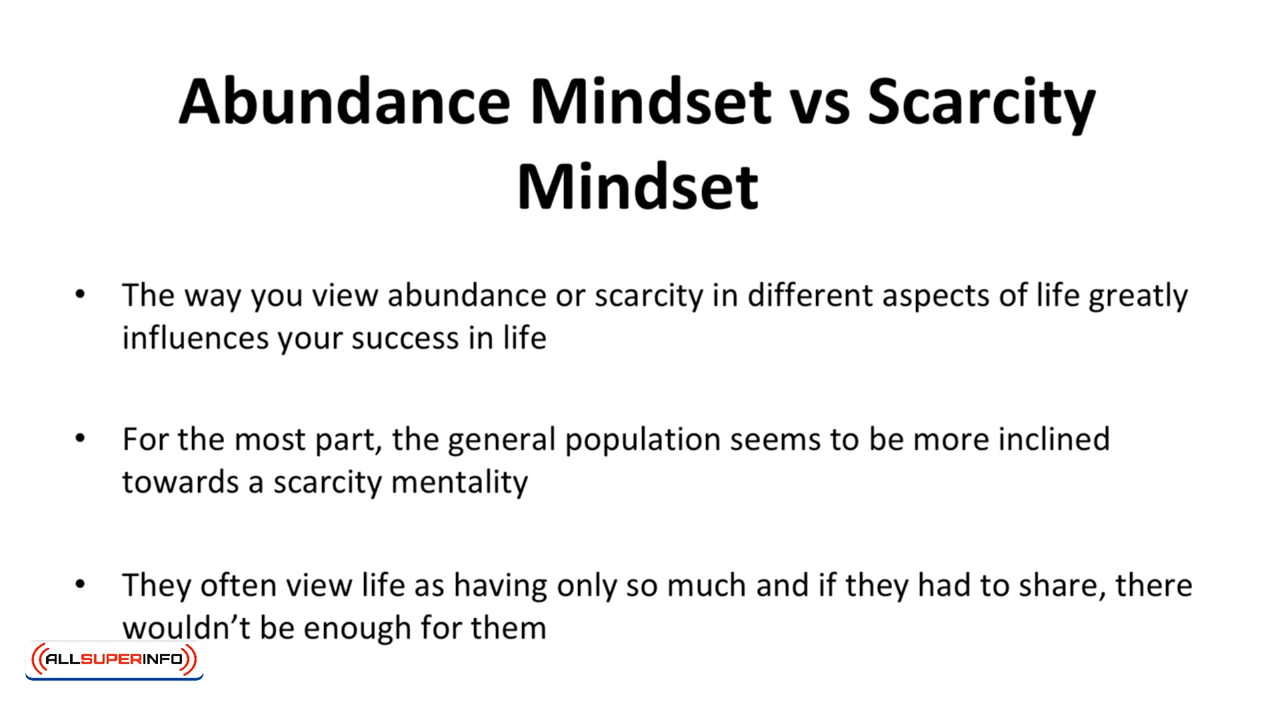 Abundance Mindset vs Scarcity
Mindset
• The way you view abundance or scarcity in different aspects of life greatly
influences your success in life
• For the most part, the general population seems to be more inclined
towards a scarcity mentality
• They often view life as having only so much and if they had to share, there
wouldn’t be enough for them
ALLSUPERINFO